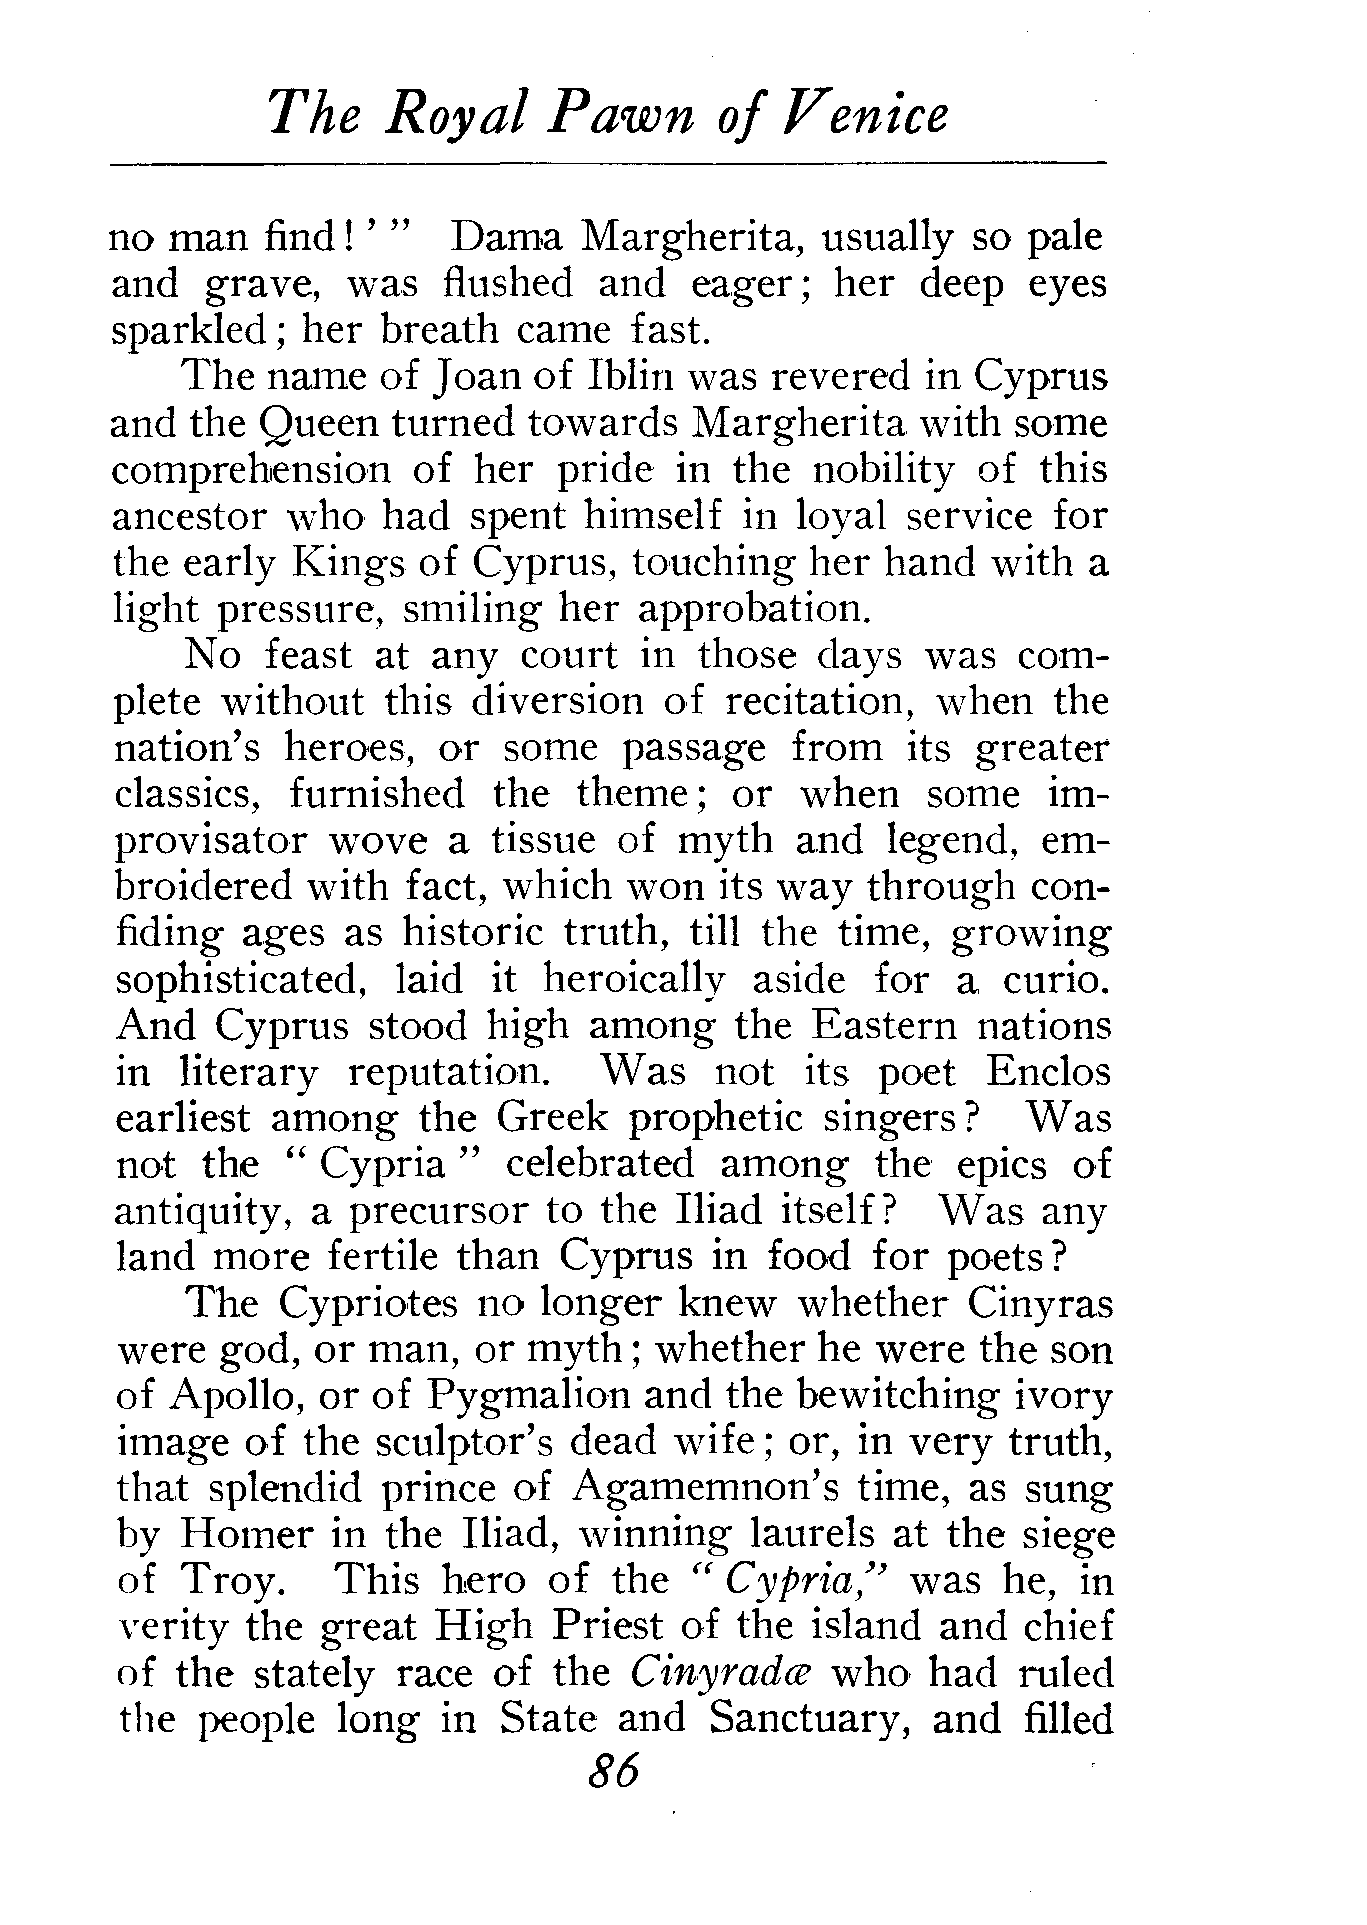 The Royal Pawn of Venice
no man find!'" Dama Margherita, usually so pale
and grave, was flushed and eager; her deep eyes
sparkled; her breath came fast.
The name of Joan of Iblin was revered in Cyprus
and the Queen turned towards Margherita with some
comprehension of her pride in the nobility of this
ancestor who had spent himself in loyal service for
the early Kings of Cyprus, touching her hand with a
light pressure, smiling her approbation.
No feast at any court in those days was com-
plete without this diversion of recitation, when the
nation's heroes, or some passage from its greater
classics, furnished the theme; or when some im-
provisator wove a tissue of myth and legend, em-
broidered with fact, which won its way through con-
fiding ages as historic truth, till the time, growing
sophisticated, laid it heroically aside for a curio.
And Cyprus stood high among the Eastern nations
in literary reputation. Was not its poet Enclos
earliest among the Greek prophetic singers? Was
not the "Cypria" celebrated among the epics of
antiquity, a precursor to the Iliad itself? Was any
land more fertile than Cyprus in food for poets?
The Cypriotes no longer knew whether Cinyras
were god, or man, or myth; whether he were the son
of Apollo, or of Pygmalion and the bewitching ivory
image of the sculptor's dead wife; or, in very truth,
that splendid prince of Agamemnon's time, as sung
by Homer in the Iliad, winning laurels at the siege
of Troy. This hero of the "Cypria," was he, in
verity the great High Priest of the island and chief
of the stately race of the Cinyradæ who had ruled
the people long in State and Sanctuary, and filled
86